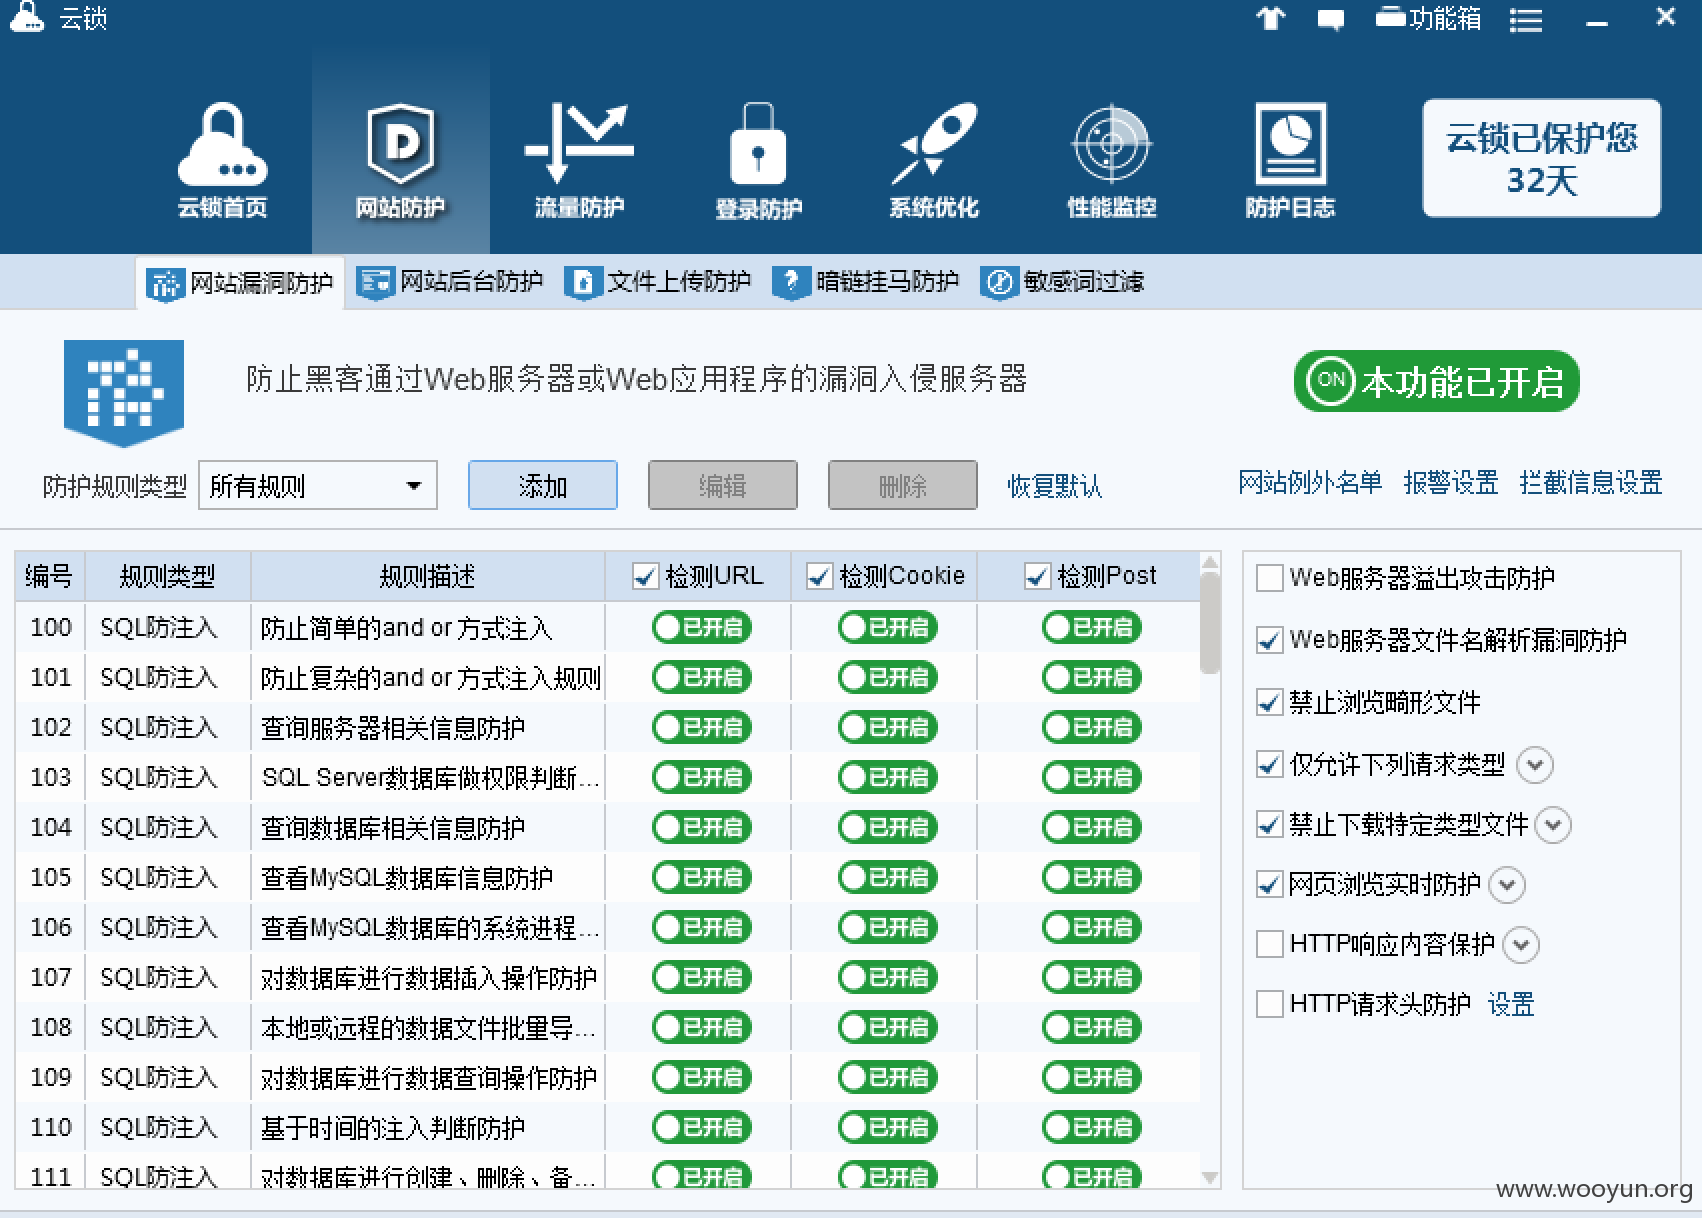 云锁
功能箱
云锁首页 网站防护 流量防护 登录防护 系统优化 性能监控 防护日志
云锁已保护您
32天
网站漏洞防护 网站后台防护 文件上传防护 暗链挂马防护 敏感词过滤
防止黑客通过Web服务器或Web应用程序的漏洞入侵服务器
ON 本功能已开启
防护规则类型 所有规则 添加 编辑 删除 恢复默认 网站例外名单 报警设置 拦截信息设置
编号 规则类型 规则描述 检测URL 检测Cookie 检测Post
100 SQL防注入 防止简单的and or 方式注入 已开启 已开启 已开启
101 SQL防注入 防止复杂的and or 方式注入规则 已开启 已开启 已开启
102 SQL防注入 查询服务器相关信息防护 已开启 已开启 已开启
103 SQL防注入 SQL Server数据库做权限判断... 已开启 已开启 已开启
104 SQL防注入 查询数据库相关信息防护 已开启 已开启 已开启
105 SQL防注入 查看MySQL数据库信息防护 已开启 已开启 已开启
106 SQL防注入 查看MySQL数据库的系统进程... 已开启 已开启 已开启
107 SQL防注入 对数据库进行数据插入操作防护 已开启 已开启 已开启
108 SQL防注入 本地或远程的数据文件批量导... 已开启 已开启 已开启
109 SQL防注入 对数据库进行数据查询操作防护 已开启 已开启 已开启
110 SQL防注入 基于时间的注入判断防护 已开启 已开启 已开启
111 SQL防注入 对数据库进行创建、删除、备... 已开启 已开启 已开启
Web服务器溢出攻击防护
Web服务器文件名解析漏洞防护
禁止浏览畸形文件
仅允许下列请求类型
禁止下载特定类型文件
网页浏览实时防护
HTTP响应内容保护
HTTP请求头防护 设置
www.wooyun.org